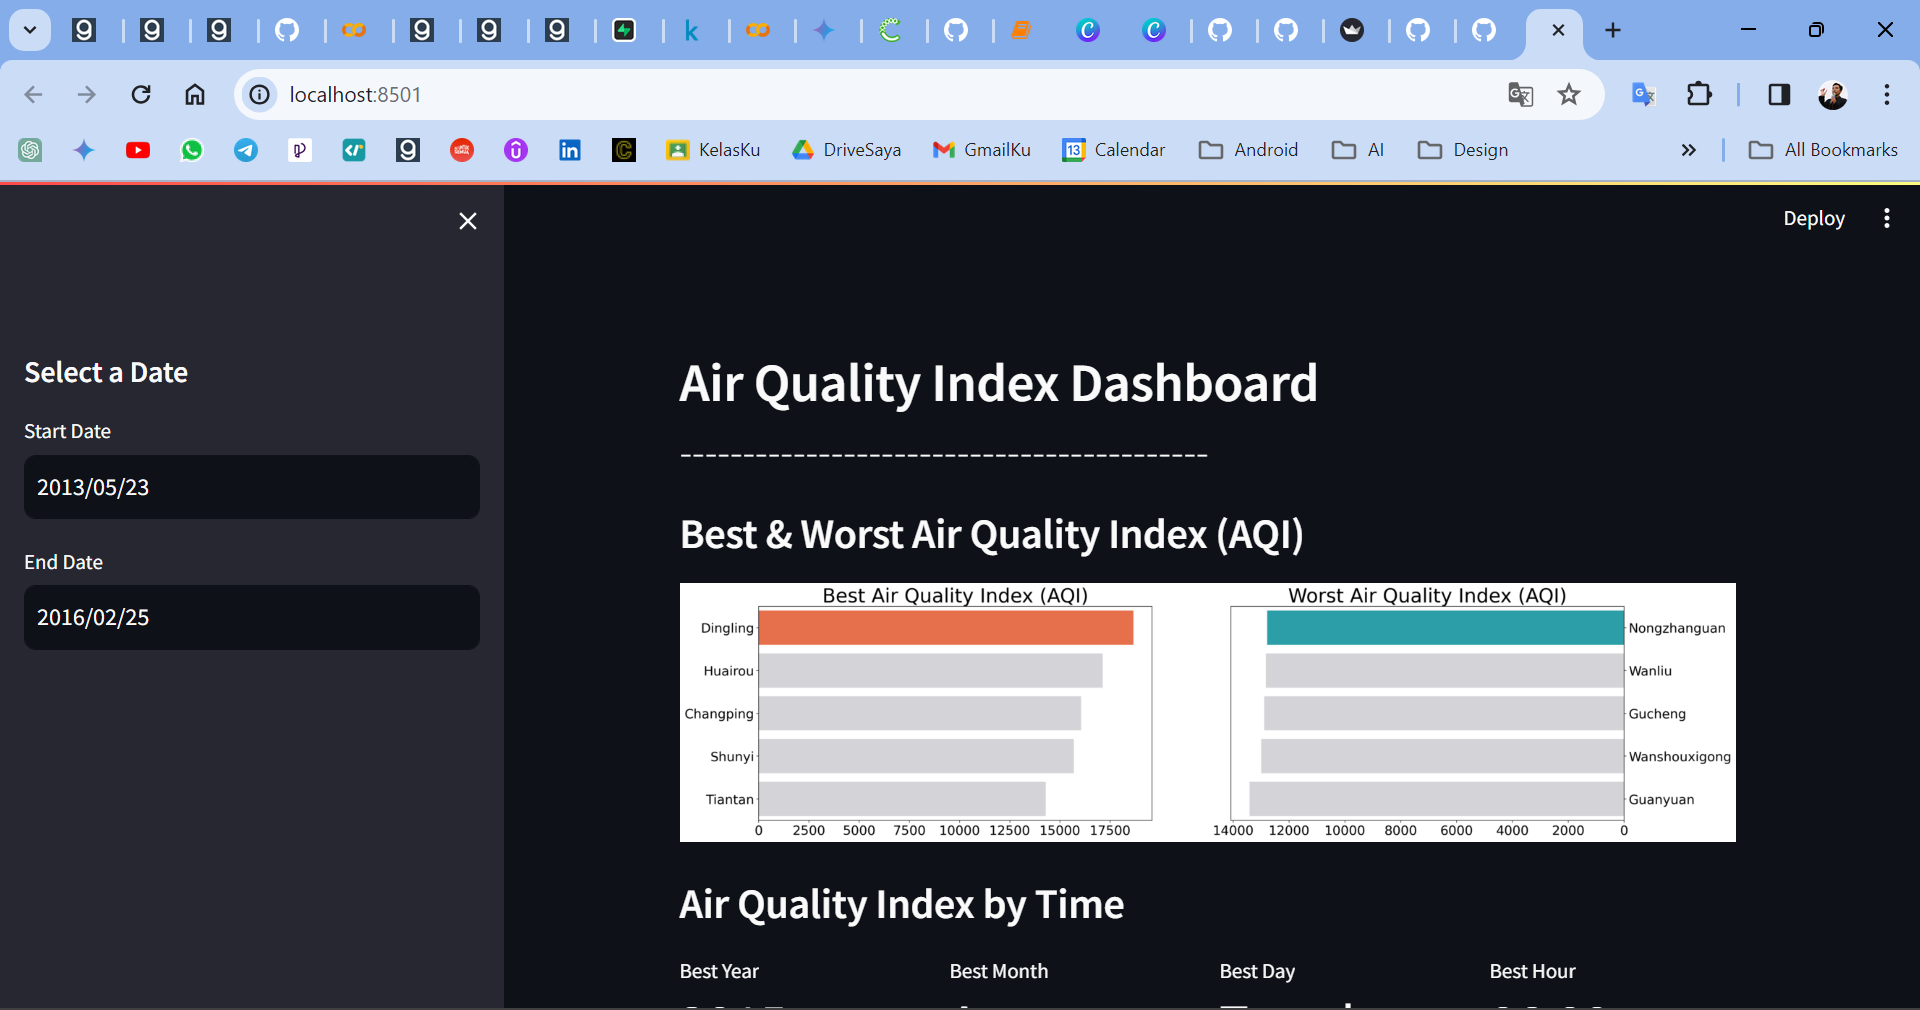 localhost:8501
KelasKu
DriveSaya
GmailKu
Calendar
Android
AI
Design
All Bookmarks
Deploy
Select a Date
Start Date
2013/05/23
End Date
2016/02/25
Air Quality Index Dashboard
------------------------------------------
Best & Worst Air Quality Index (AQI)
Best Air Quality Index (AQI)
Dingling
Huairou
Changping
Shunyi
Tiantan
0 2500 5000 7500 10000 12500 15000 17500
Worst Air Quality Index (AQI)
Nongzhanguan
Wanliu
Gucheng
Wanshouxigong
Guanyuan
14000 12000 10000 8000 6000 4000 2000 0
Air Quality Index by Time
Best Year
Best Month
Best Day
Best Hour